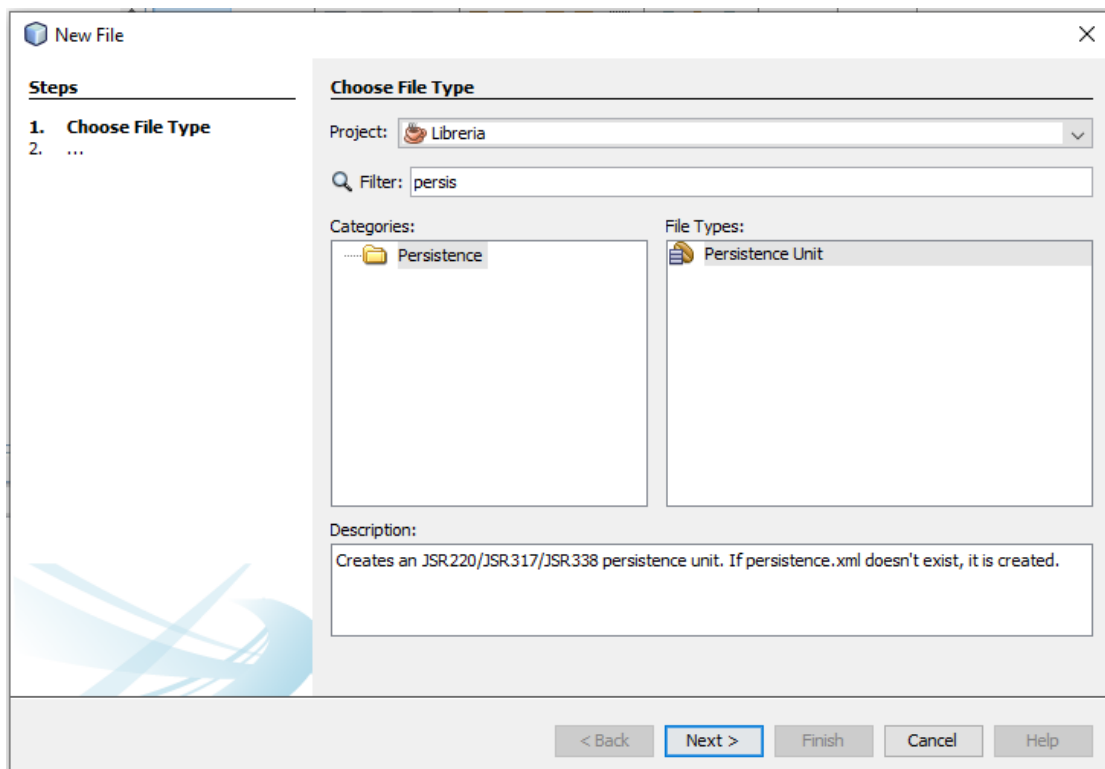 New File
Steps
1. Choose File Type
2. ...
Choose File Type
Project: Libreria
Filter: persis
Categories:
Persistence
File Types:
Persistence Unit
Description:
Creates an JSR220/JSR317/JSR338 persistence unit. If persistence.xml doesn't exist, it is created.
< Back Next > Finish Cancel Help